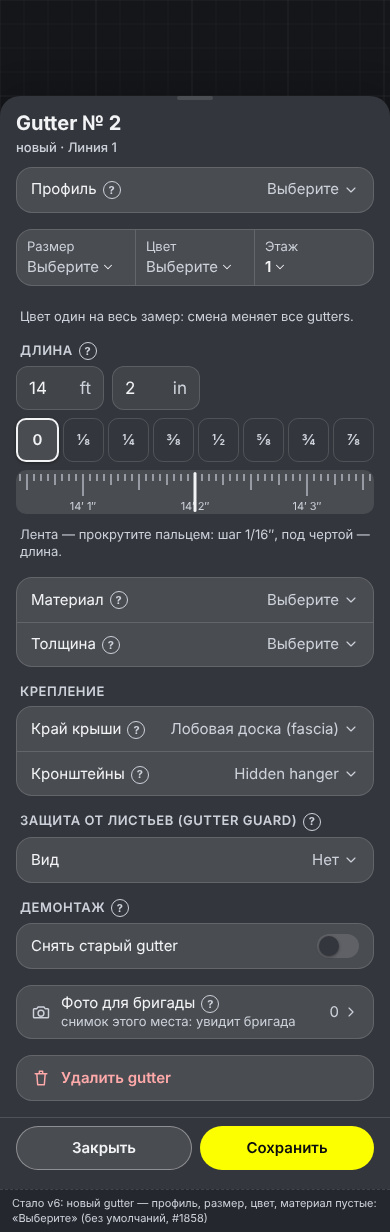 Gutter № 2
новый · Линия 1
Профиль ? Выберите
Размер Цвет Этаж
Выберите Выберите 1
Цвет один на весь замер: смена меняет все gutters.
ДЛИНА ?
14 ft 2 in
0 ⅛ ¼ ⅜ ½ ⅝ ¾ ⅞
14′ 1″ 14′ 2″ 14′ 3″
Лента — прокрутите пальцем: шаг 1/16″, под чертой —
длина.
Материал ? Выберите
Толщина ? Выберите
КРЕПЛЕНИЕ
Край крыши ? Лобовая доска (fascia)
Кронштейны ? Hidden hanger
ЗАЩИТА ОТ ЛИСТЬЕВ (GUTTER GUARD) ?
Вид Нет
ДЕМОНТАЖ ?
Снять старый gutter
Фото для бригады ? 0
снимок этого места: увидит бригада
Удалить gutter
Закрыть Сохранить
Стало v6: новый gutter — профиль, размер, цвет, материал пустые:
«Выберите» (без умолчаний, #1858)